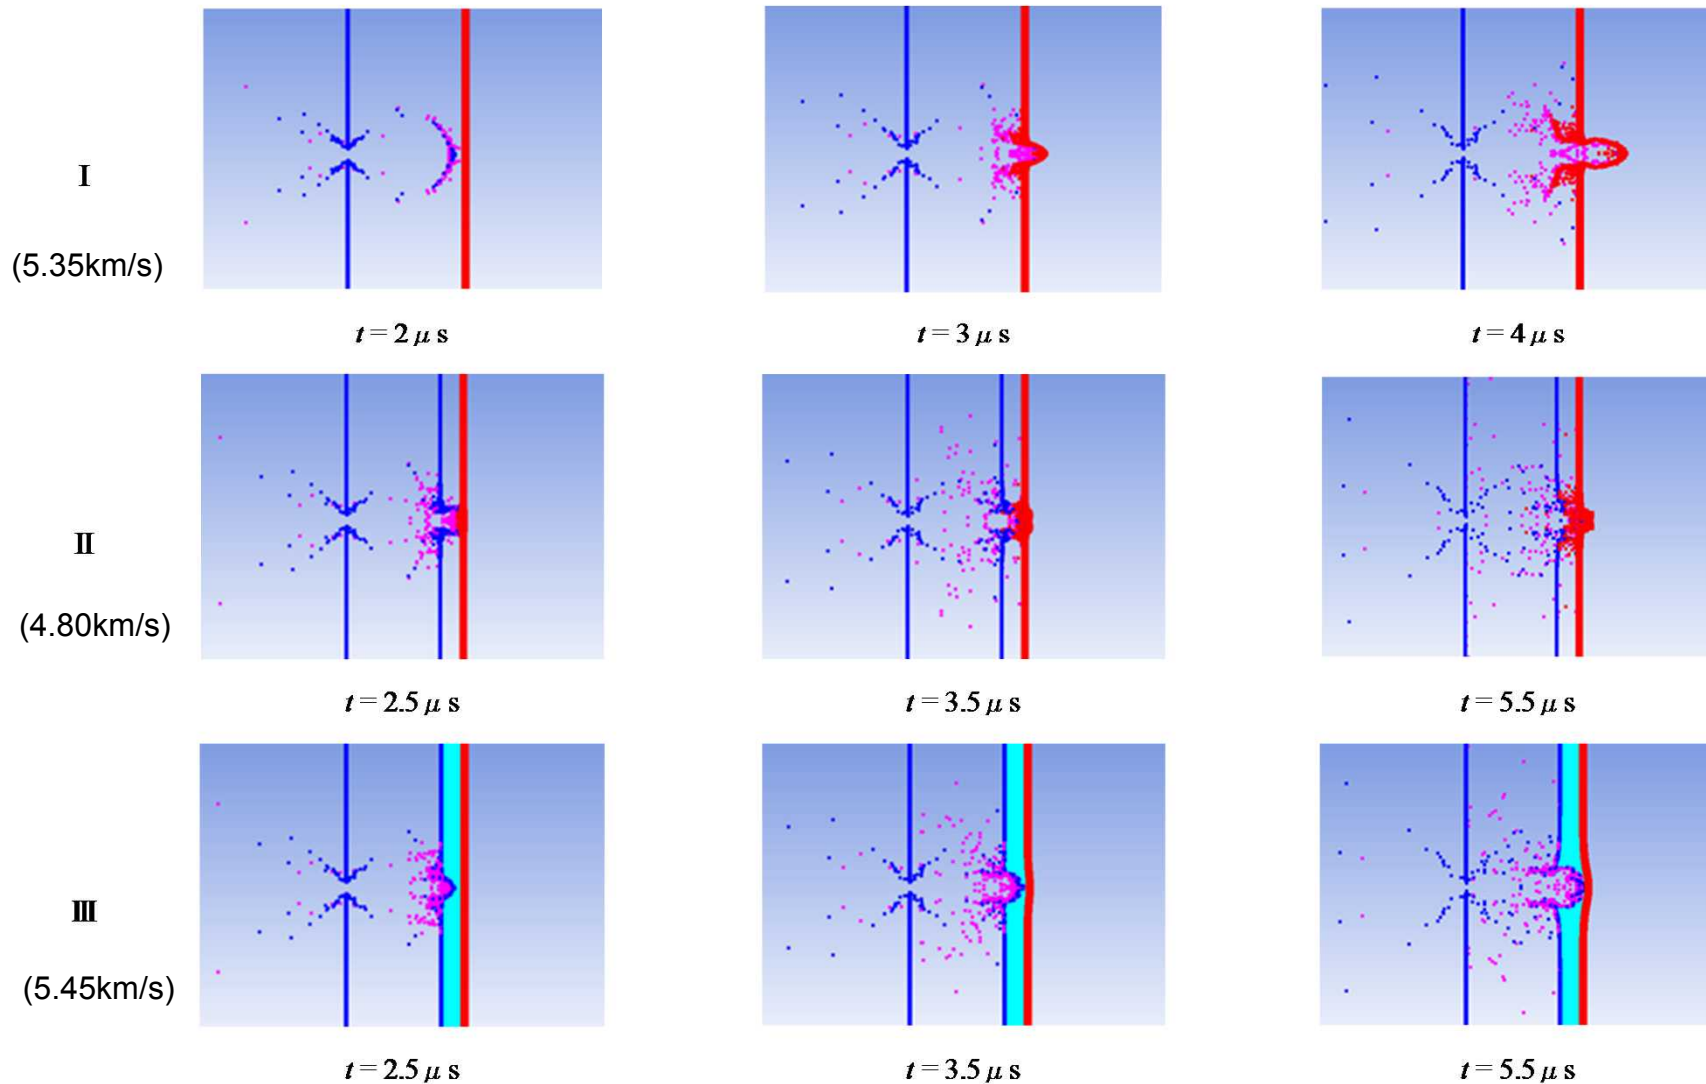 I
(5.35km/s)
t = 2 μ s
t = 3 μ s
t = 4 μ s
II
(4.80km/s)
t = 2.5 μ s
t = 3.5 μ s
t = 5.5 μ s
III
(5.45km/s)
t = 2.5 μ s
t = 3.5 μ s
t = 5.5 μ s